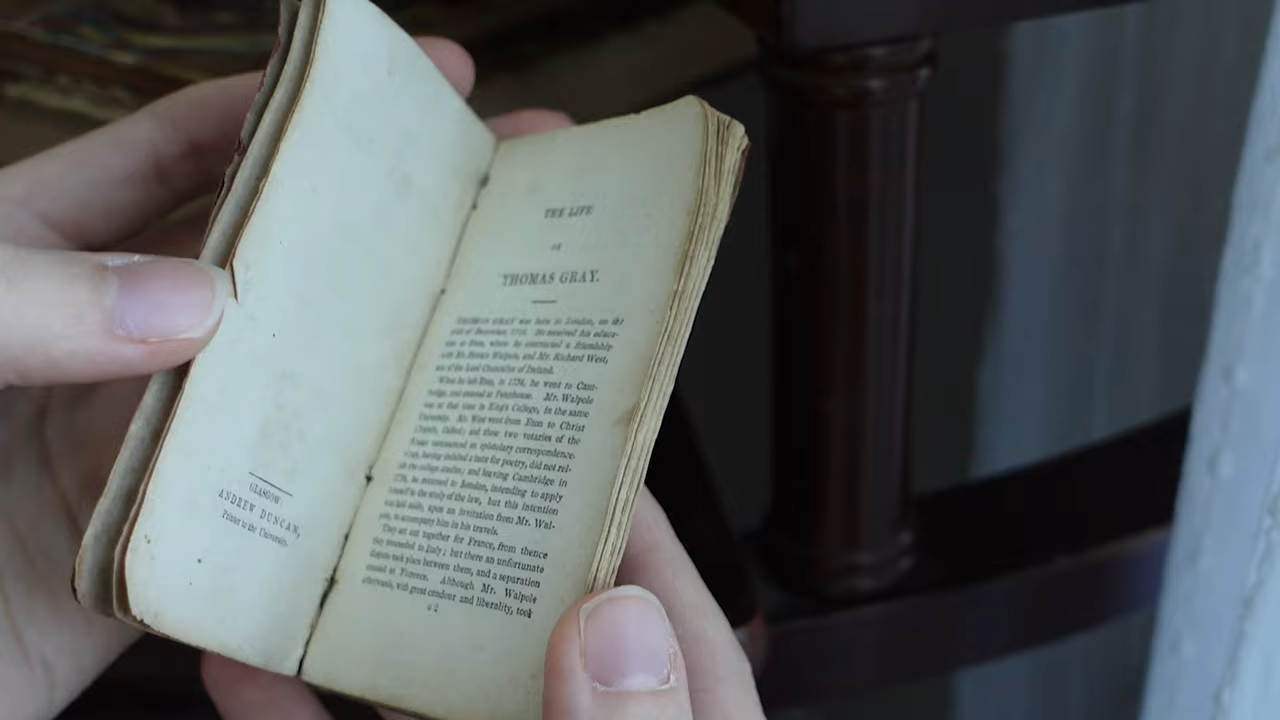 GLASGOW:
ANDREW DUNCAN,
Printer to the University.
THE LIFE
OF
THOMAS GRAY.
THOMAS GRAY was born in London, on the
of December, 1716. He received his educa-
at Eton, where he contracted a friendship
with Mr. Horace Walpole, and Mr. Richard West,
son of the Lord Chancellor of Ireland.
When he left Eton, in 1734, he went to Cam-
bridge, and entered at Peterhouse. Mr. Walpole
was at that time in King's College, in the same
University. Mr. West went from Eton to Christ
Church, Oxford; and these two votaries of the
commenced an epistolary correspondence.
having imbibed a taste for poetry, did not rel-
ish the college studies; and leaving Cambridge in
he returned to London, intending to apply
himself to the study of the law, but this intention
was laid aside, upon an invitation from Mr. Wal-
pole, to accompany him in his travels.
They set out together for France, from thence
they proceeded to Italy; but there an unfortunate
dispute took place between them, and a separation
ensued at Florence. Although Mr. Walpole
afterwards, with great candour and liberality, took